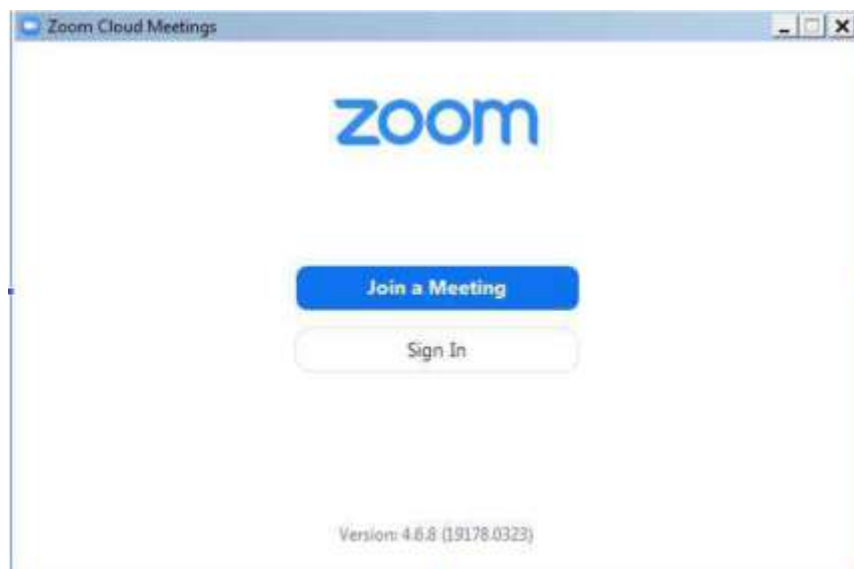 Zoom Cloud Meetings
zoom
Join a Meeting
Sign In
Version: 4.6.8 (19178.0323)